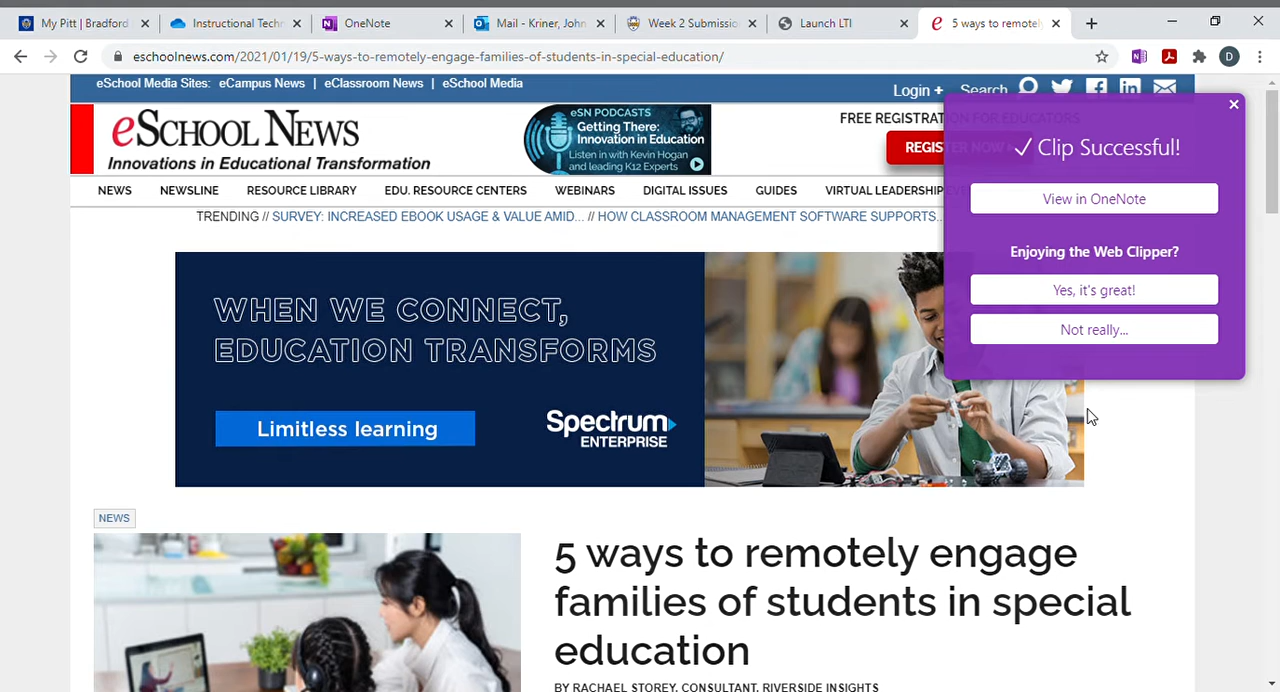 My Pitt | Bradford
Instructional Tech
OneNote
Mail - Kriner, John
Week 2 Submissio
Launch LTI
5 ways to remotely
eschoolnews.com/2021/01/19/5-ways-to-remotely-engage-families-of-students-in-special-education/
D
eSchool Media Sites: eCampus News | eClassroom News | eSchool Media
Login + Search
eSCHOOL NEWS
Innovations in Educational Transformation
eSN PODCASTS
Getting There:
Innovation in Education
Listen in with Kevin Hogan
and leading K12 Experts
FREE REGISTRATION FOR EDUCATORS
REGISTER NOW
✓ Clip Successful!
View in OneNote
Enjoying the Web Clipper?
Yes, it's great!
Not really...
NEWS NEWSLINE RESOURCE LIBRARY EDU. RESOURCE CENTERS WEBINARS DIGITAL ISSUES GUIDES VIRTUAL LEADERSHIP EVE
TRENDING // SURVEY: INCREASED EBOOK USAGE & VALUE AMID... // HOW CLASSROOM MANAGEMENT SOFTWARE SUPPORTS...
WHEN WE CONNECT,
EDUCATION TRANSFORMS
Limitless learning
Spectrum
ENTERPRISE
NEWS
5 ways to remotely engage
families of students in special
education
BY RACHAEL STOREY, CONSULTANT, RIVERSIDE INSIGHTS